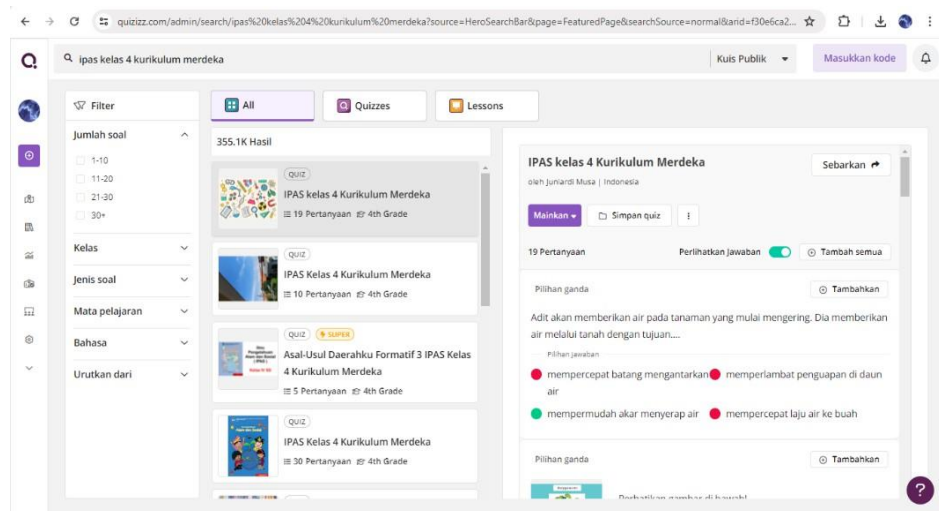 quizizz.com/admin/search/ipas%20kelas%204%20kurikulum%20merdeka?source=HeroSearchBar&page=FeaturedPage&searchSource=normal&arid=f30e6ca2...
ipas kelas 4 kurikulum merdeka
Kuis Publik
Masukkan kode
Filter
Jumlah soal
1-10
11-20
21-30
30+
Kelas
Jenis soal
Mata pelajaran
Bahasa
Urutkan dari
All
Quizzes
Lessons
355.1K Hasil
QUIZ
IPAS kelas 4 Kurikulum Merdeka
19 Pertanyaan 4th Grade
QUIZ
IPAS Kelas 4 Kurikulum Merdeka
10 Pertanyaan 4th Grade
QUIZ SUPER
Asal-Usul Daerahku Formatif 3 IPAS Kelas
4 Kurikulum Merdeka
5 Pertanyaan 4th Grade
QUIZ
IPAS Kelas 4 Kurikulum Merdeka
30 Pertanyaan 4th Grade
IPAS kelas 4 Kurikulum Merdeka
Sebarkan
oleh Juniardi Musa | Indonesia
Mainkan
Simpan quiz
19 Pertanyaan
Perlihatkan Jawaban
Tambah semua
Pilihan ganda
Tambahkan
Adit akan memberikan air pada tanaman yang mulai mengering. Dia memberikan
air melalui tanah dengan tujuan....
Pilihan jawaban
mempercepat batang mengantarkan
air
memperlambat penguapan di daun
mempermudah akar menyerap air
mempercepat laju air ke buah
Pilihan ganda
Tambahkan
Perhatikan gambar di bawah!
?